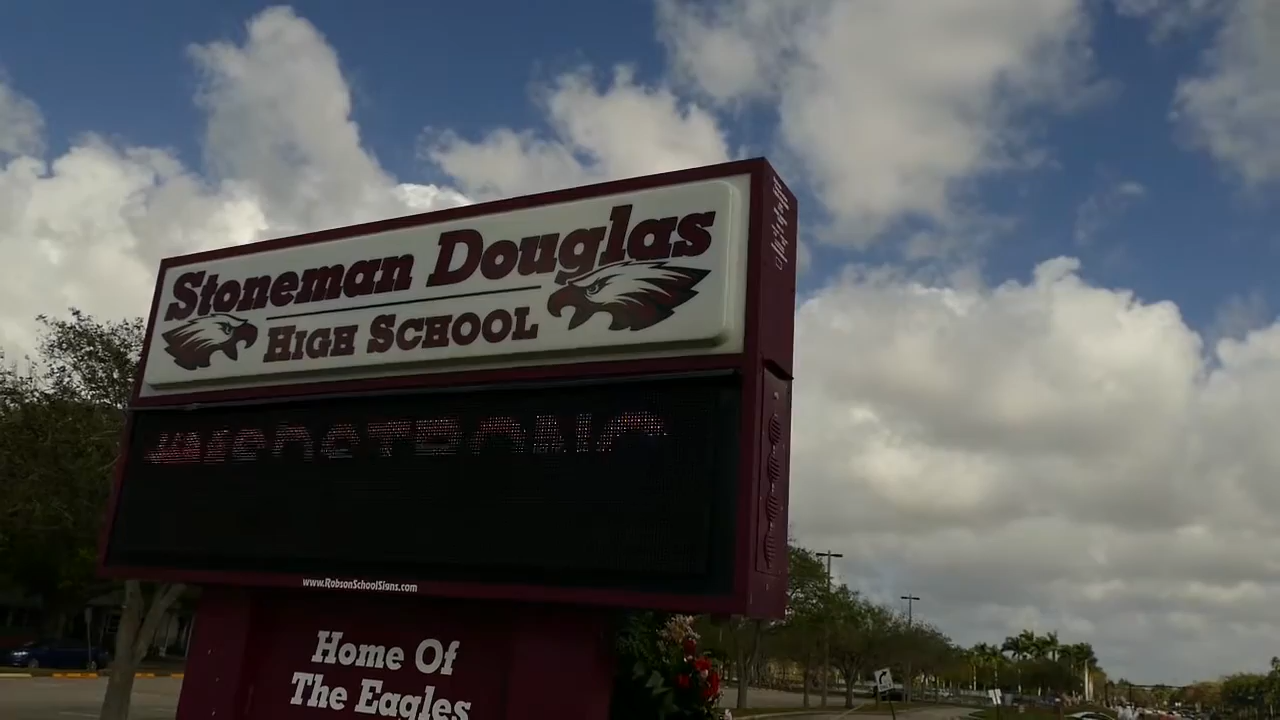 Stoneman Douglas
HIGH SCHOOL
www.RobsonSchoolSigns.com
Home Of
The Eagles